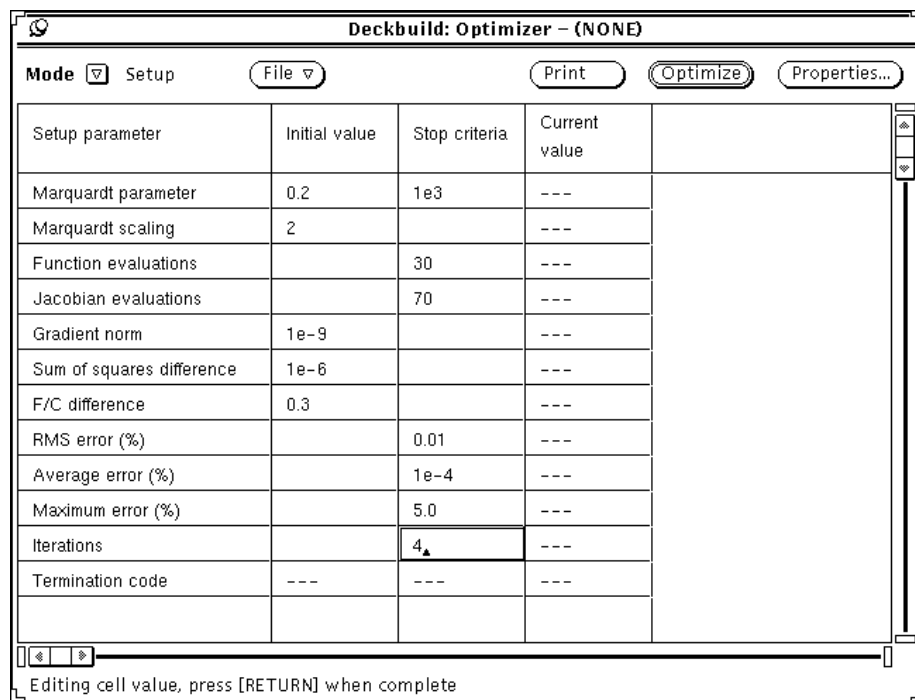 Deckbuild: Optimizer – (NONE)
Mode Setup File Print Optimize Properties...
Setup parameter Initial value Stop criteria Current value
Marquardt parameter 0.2 1e3 ---
Marquardt scaling 2 ---
Function evaluations 30 ---
Jacobian evaluations 70 ---
Gradient norm 1e-9 ---
Sum of squares difference 1e-6 ---
F/C difference 0.3 ---
RMS error (%) 0.01 ---
Average error (%) 1e-4 ---
Maximum error (%) 5.0 ---
Iterations 4 ---
Termination code --- --- ---
Editing cell value, press [RETURN] when complete